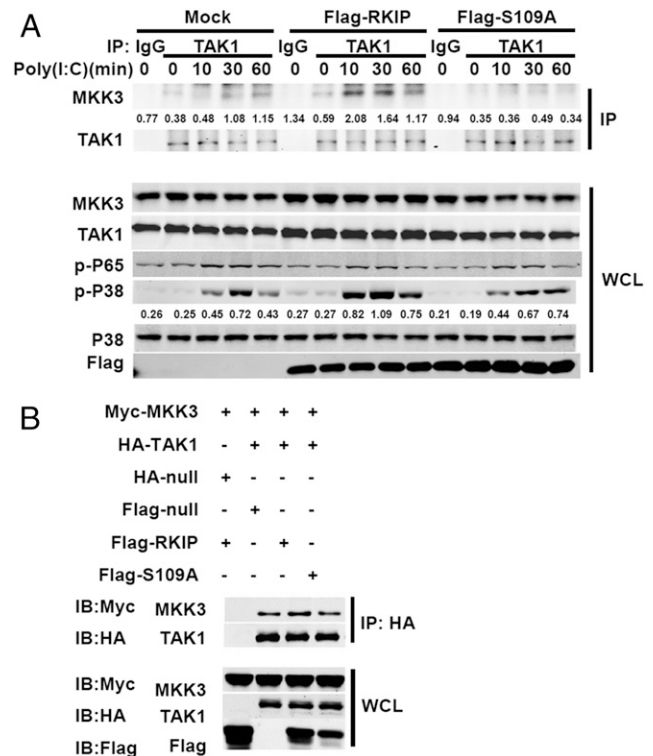 A
Mock Flag-RKIP Flag-S109A
IP: IgG TAK1 IgG TAK1 IgG TAK1
Poly(I:C)(min) 0 0 10 30 60 0 0 10 30 60 0 0 10 30 60
MKK3
0.77 0.38 0.48 1.08 1.15 1.34 0.59 2.08 1.64 1.17 0.94 0.35 0.36 0.49 0.34
IP
TAK1
MKK3
TAK1
p-P65
WCL
p-P38
0.26 0.25 0.45 0.72 0.43 0.27 0.27 0.82 1.09 0.75 0.21 0.19 0.44 0.67 0.74
P38
Flag
B
Myc-MKK3 + + + +
HA-TAK1 - + + +
HA-null + - - -
Flag-null - + - -
Flag-RKIP + - + -
Flag-S109A - - - +
IB:Myc MKK3
IP: HA
IB:HA TAK1
IB:Myc MKK3
WCL
IB:HA TAK1
IB:Flag Flag